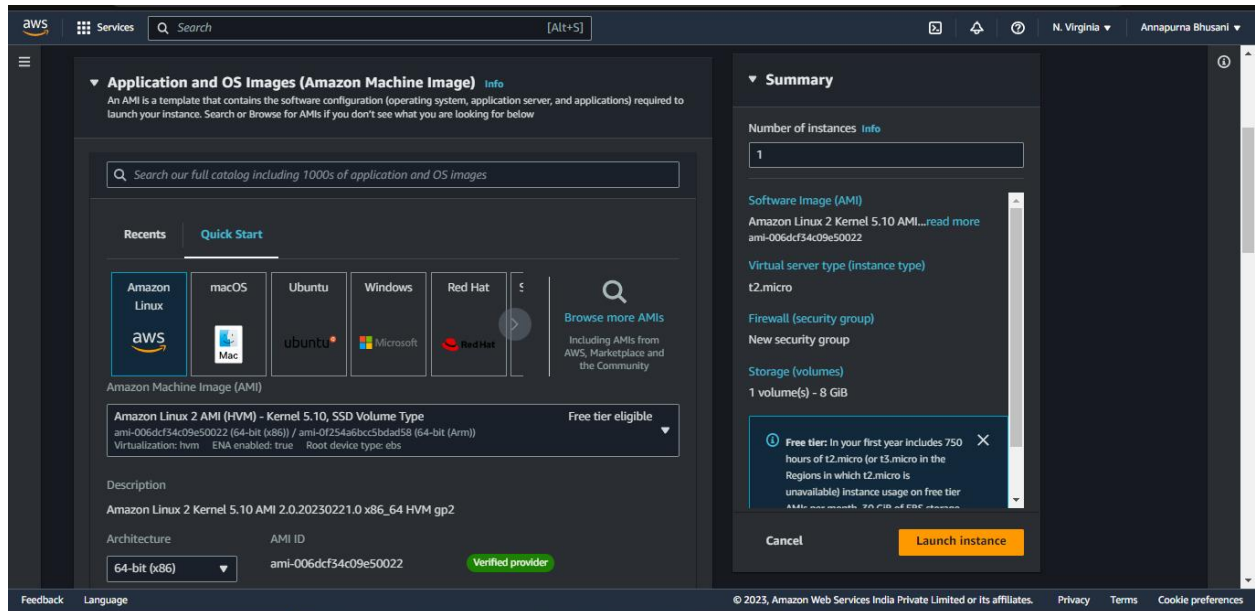 aws Services Search [Alt+S] N. Virginia Annapurna Bhusani
Application and OS Images (Amazon Machine Image) Info
An AMI is a template that contains the software configuration (operating system, application server, and applications) required to
launch your instance. Search or Browse for AMIs if you don't see what you are looking for
below
Search our full catalog including 1000s of application and OS images
Recents Quick Start
Amazon
Linux
aws
macOS
Mac
Ubuntu
ubuntu
Windows
Microsoft
Red Hat
Red Hat
Browse more AMIs
Including AMIs from
AWS, Marketplace and
the Community
Amazon Machine Image (AMI)
Amazon Linux 2 AMI (HVM) - Kernel 5.10, SSD Volume Type Free tier eligible
ami-006dcf34c09e50022 (64-bit (x86)) / ami-0f254a6bcc5bdad58 (64-bit (Arm))
Virtualization: hvm ENA enabled: true Root device type: ebs
Description
Amazon Linux 2 Kernel 5.10 AMI 2.0.20230221.0 x86_64 HVM gp2
Architecture AMI ID
64-bit (x86) ami-006dcf34c09e50022 Verified provider
Summary
Number of instances Info
1
Software Image (AMI)
Amazon Linux 2 Kernel 5.10 AMI...read more
ami-006dcf34c09e50022
Virtual server type (instance type)
t2.micro
Firewall (security group)
New security group
Storage (volumes)
1 volume(s) - 8 GiB
Free tier: In your first year includes 750
hours of t2.micro (or t3.micro in the
Regions in which t2.micro is
unavailable) instance usage on free tier
AMIs per month, 30 GiB of EBS storage
Cancel Launch instance
Feedback Language © 2023, Amazon Web Services India Private Limited or its affiliates. Privacy Terms Cookie preferences